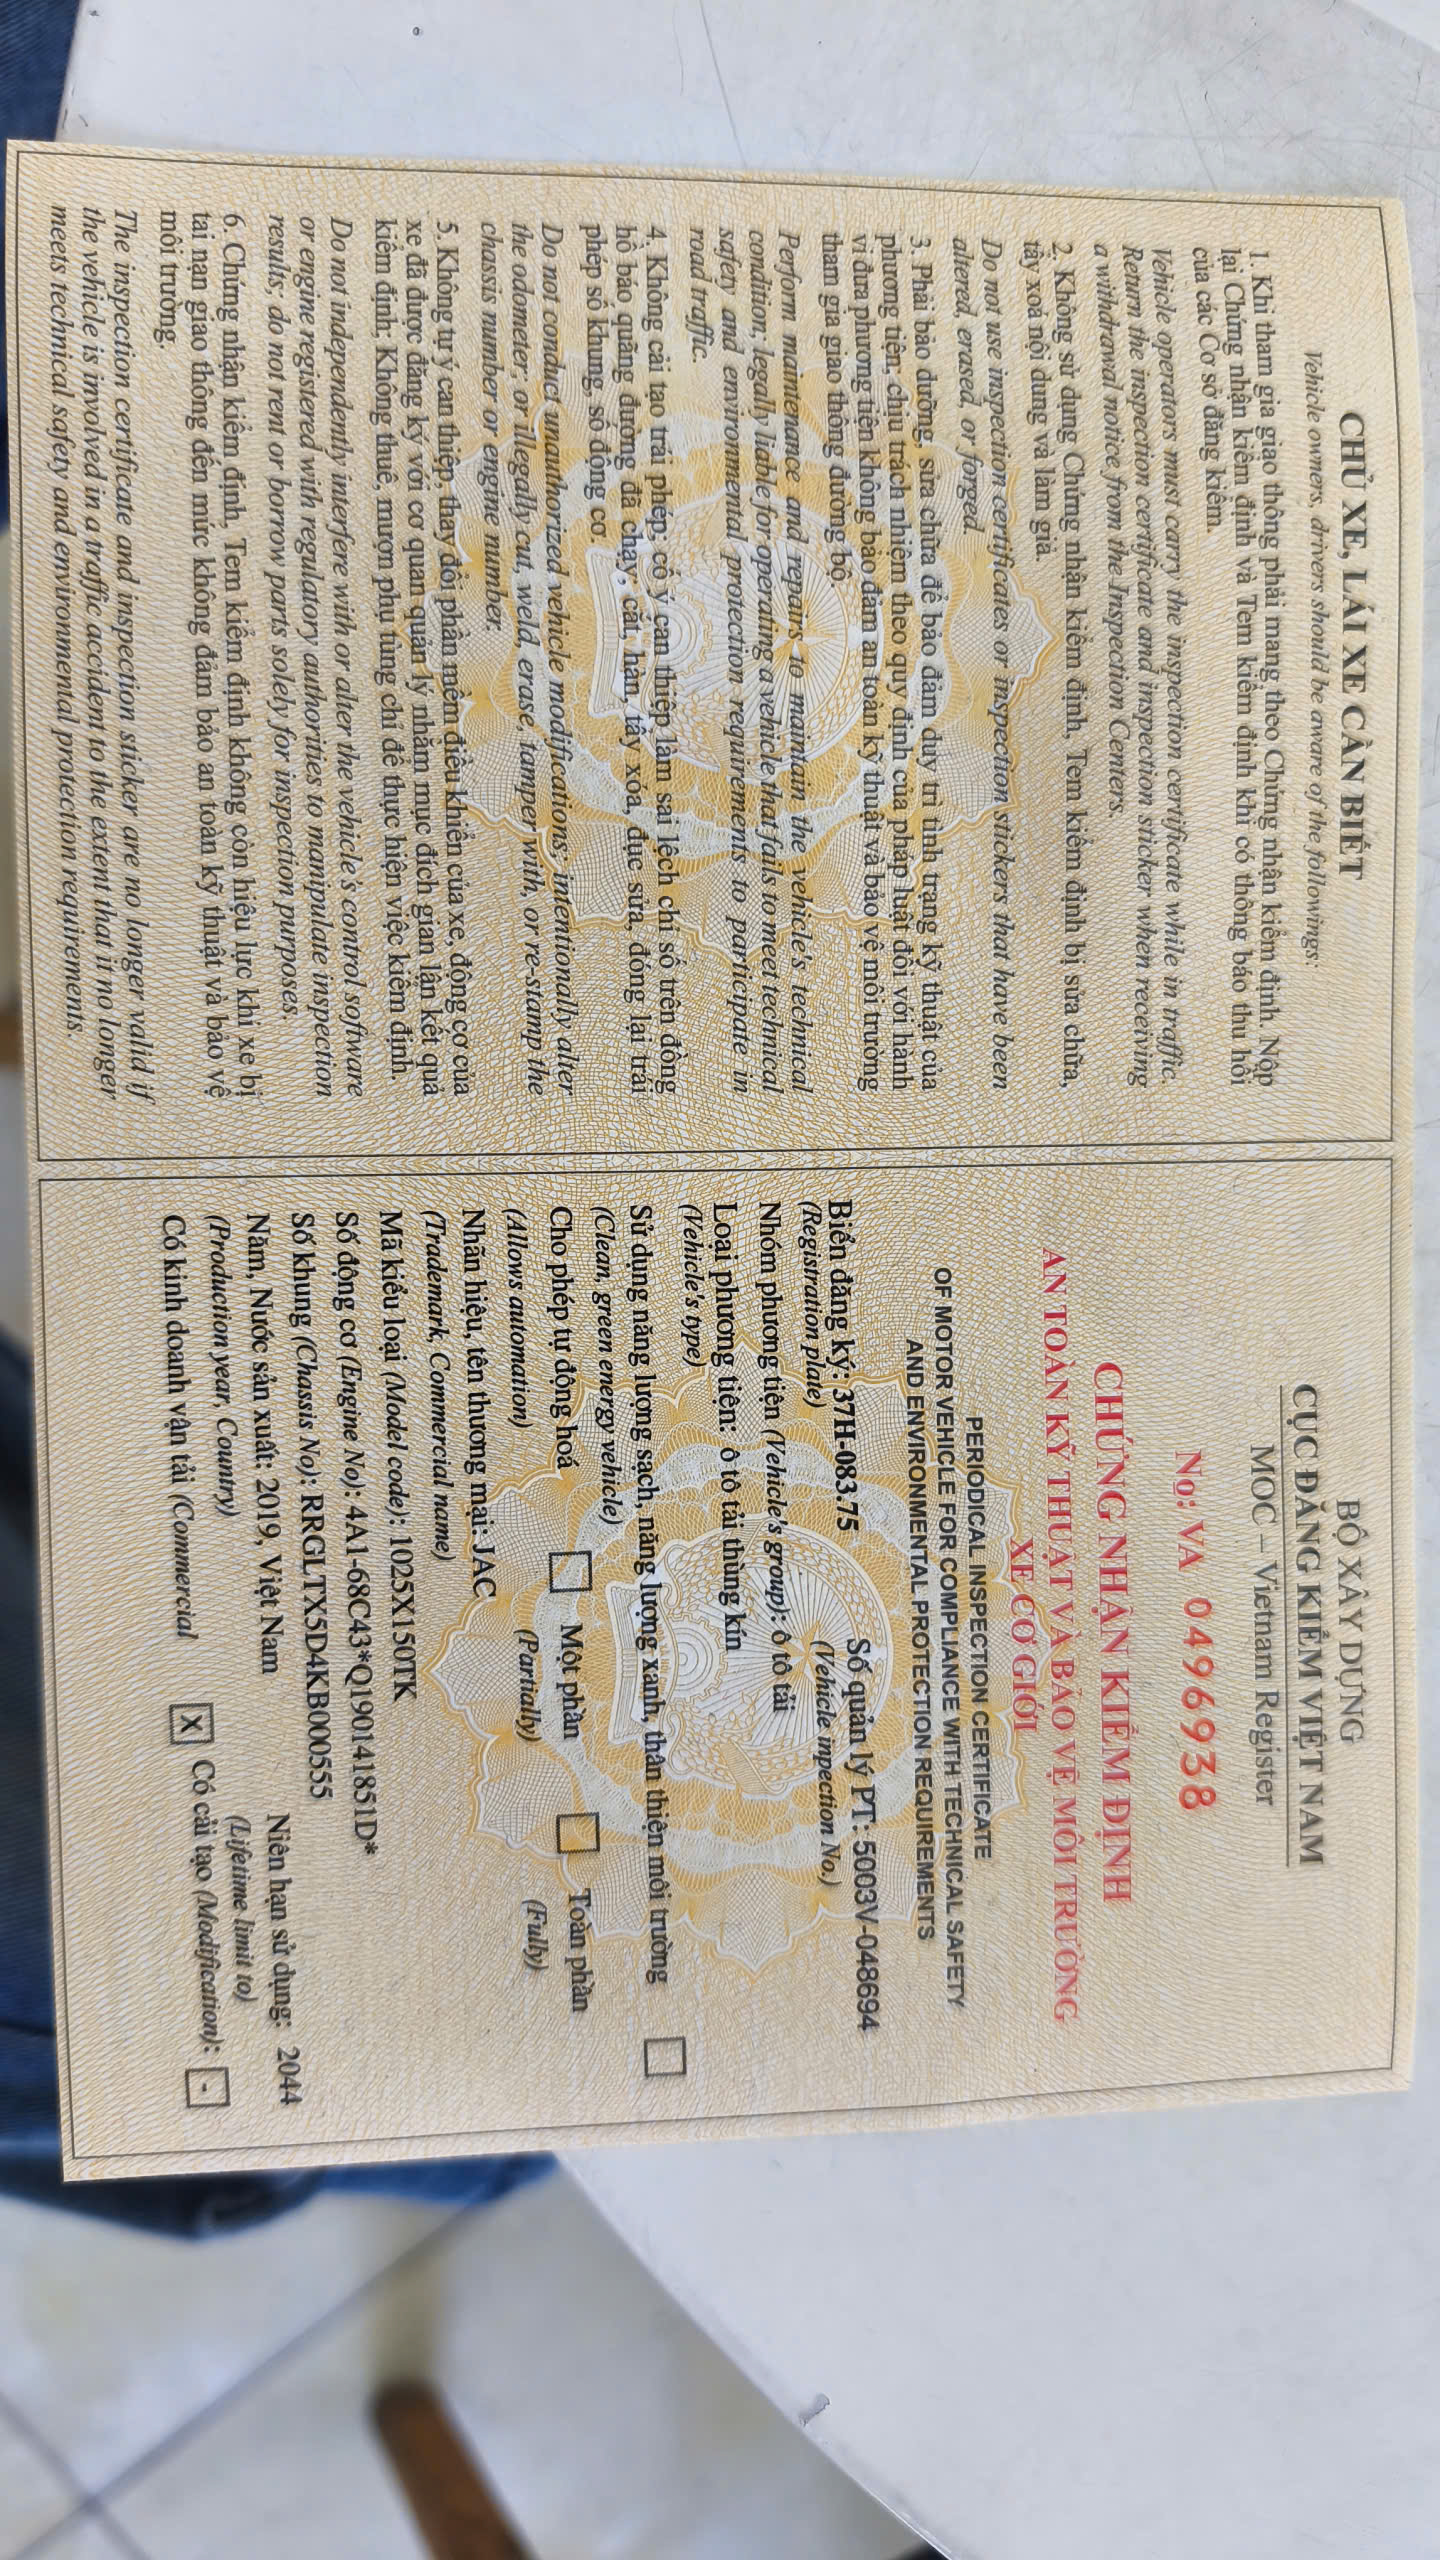 CHỦ XE, LÁI XE CẦN BIẾT
Vehicle owners, drivers should be aware of the followings:
1. Khi tham gia giao thông phải mang theo Chứng nhận kiểm định. Nộp
lại Chứng nhận kiểm định và Tem kiểm định khi có thông báo thu hồi
của các Cơ sở đăng kiểm.
Vehicle operators must carry the inspection certificate while in traffic.
Return the inspection certificate and inspection sticker when receiving
a withdrawal notice from the Inspection Centers.
2. Không sử dụng Chứng nhận kiểm định, Tem kiểm định bị sửa chữa,
tẩy xoá nội dung và làm giả.
Do not use inspection certificates or inspection stickers that have been
altered, erased, or forged.
3. Phải bảo dưỡng, sửa chữa để bảo đảm duy trì tình trạng kỹ thuật của
phương tiện; chịu trách nhiệm theo quy định của pháp luật đối với hành
vi đưa phương tiện không bảo đảm an toàn kỹ thuật và bảo vệ môi trường
tham gia giao thông đường bộ.
Perform maintenance and repairs to maintain the vehicle's technical
condition; legally liable for operating a vehicle that fails to meet technical
safety and environmental protection requirements to participate in
road traffic.
4. Không cải tạo trái phép; cố ý can thiệp làm sai lệch chỉ số trên đồng
hồ báo quãng đường đã chạy; cắt, hàn, tẩy xóa, đục sửa, đóng lại trái
phép số khung, số động cơ.
Do not conduct unauthorized vehicle modifications; intentionally alter
the odometer; or illegally cut, weld, erase, tamper with, or re-stamp the
chassis number or engine number.
5. Không tự ý can thiệp, thay đổi phần mềm điều khiển của xe, động cơ của
xe đã được đăng ký với cơ quan quản lý nhằm mục đích gian lận kết quả
kiểm định; Không thuê, mượn phụ tùng chỉ để thực hiện việc kiểm định.
Do not independently interfere with or alter the vehicle's control software
or engine registered with regulatory authorities to manipulate inspection
results; do not rent or borrow parts solely for inspection purposes
6. Chứng nhận kiểm định, Tem kiểm định không còn hiệu lực khi xe bị
tai nạn giao thông đến mức không đảm bảo an toàn kỹ thuật và bảo vệ
môi trường.
The inspection certificate and inspection sticker are no longer valid if
the vehicle is involved in a traffic accident to the extent that it no longer
meets technical safety and environmental protection requirements.
BỘ XÂY DỰNG
CỤC ĐĂNG KIỂM VIỆT NAM
MOC – Vietnam Register
No: VA 0496938
CHỨNG NHẬN KIỂM ĐỊNH
AN TOÀN KỸ THUẬT VÀ BẢO VỆ MÔI TRƯỜNG
XE CƠ GIỚI
PERIODICAL INSPECTION CERTIFICATE
OF MOTOR VEHICLE FOR COMPLIANCE WITH TECHNICAL SAFETY
AND ENVIRONMENTAL PROTECTION REQUIREMENTS
Biển đăng ký: 37H-083.75 Số quản lý PT: 5003V-048694
(Registration plate) (Vehicle inpection No.)
Nhóm phương tiện (Vehicle's group): ô tô tải
Loại phương tiện: ô tô tải thùng kín
(Vehicle's type)
Sử dụng năng lượng sạch, năng lượng xanh, thân thiện môi trường
(Clean, green energy vehicle)
Cho phép tự động hoá Một phần Toàn phần
(Allows automation) (Partially) (Fully)
Nhãn hiệu, tên thương mại: JAC
(Trademark, Commercial name)
Mã kiểu loại (Model code): 1025X150TK
Số động cơ (Engine No): 4A1-68C43*Q190141851D*
Số khung (Chassis No): RRGLTX5D4KB000555
Năm, Nước sản xuất: 2019, Việt Nam Niên hạn sử dụng: 2044
(Production year, Country) (Lifetime limit to)
Có kinh doanh vận tải (Commercial X Có cải tạo (Modification): -